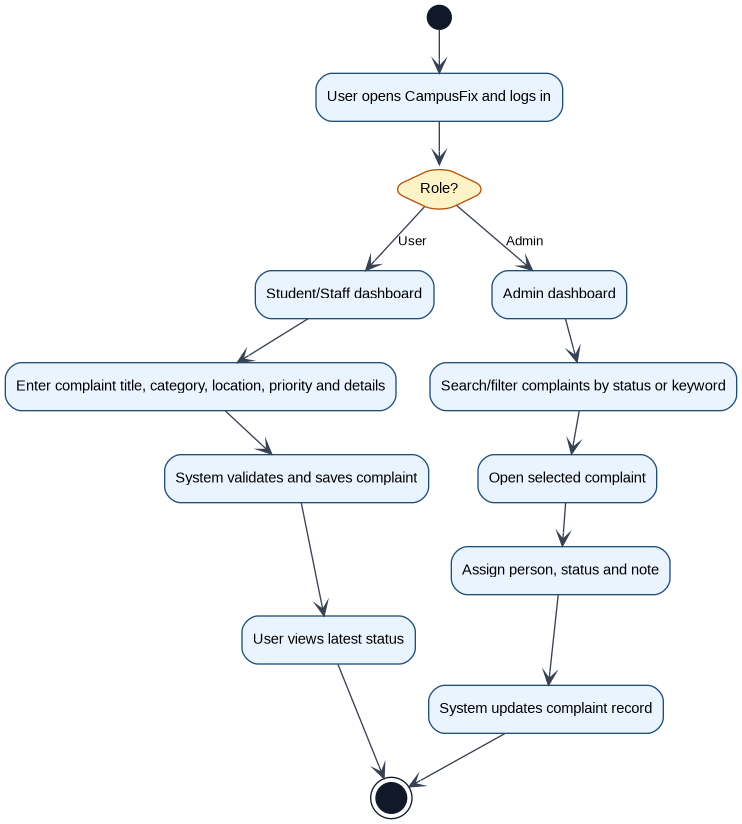 User opens CampusFix and logs in
Role?
User
Admin
Student/Staff dashboard
Admin dashboard
Enter complaint title, category, location, priority and details
Search/filter complaints by status or keyword
System validates and saves complaint
Open selected complaint
Assign person, status and note
User views latest status
System updates complaint record